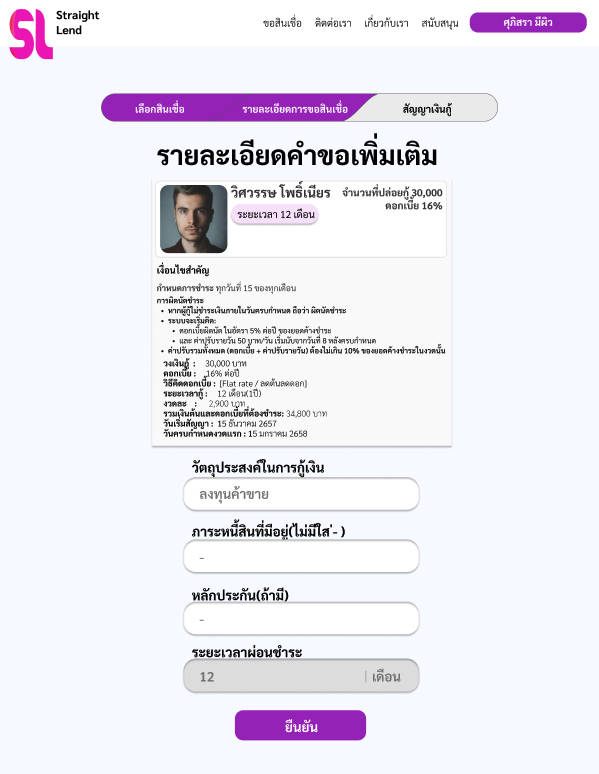 SL
Straight
Lend
ขอสินเชื่อ ติดต่อเรา เกี่ยวกับเรา สนับสนุน ศุภิสรา มีผิว
เลือกสินเชื่อ รายละเอียดการขอสินเชื่อ สัญญาเงินกู้
รายละเอียดคำขอเพิ่มเติม
วิศวรรษ โพธิ์เนียร จำนวนที่ปล่อยกู้ 30,000
ดอกเบี้ย 16%
ระยะเวลา 12 เดือน
เงื่อนไขสำคัญ
กำหนดการชำระ ทุกวันที่ 15 ของทุกเดือน
การผิดนัดชำระ
• หากผู้กู้ไม่ชำระเงินภายในวันครบกำหนด ถือว่า ผิดนัดชำระ
• ระบบจะเริ่มคิด:
• ดอกเบี้ยผิดนัด ในอัตรา 5% ต่อปี ของยอดค้างชำระ
• และ ค่าปรับรายวัน 50 บาท/วัน เริ่มนับจากวันที่ 8 หลังครบกำหนด
• ค่าปรับรวมทั้งหมด (ดอกเบี้ย + ค่าปรับรายวัน) ต้องไม่เกิน 10% ของยอดค้างชำระในงวดนั้น
วงเงินกู้ : 30,000 บาท
ดอกเบี้ย : 16% ต่อปี
วิธีคิดดอกเบี้ย : [Flat rate / ลดต้นลดดอก]
ระยะเวลากู้ : 12 เดือน(1ปี)
งวดละ : 2,900 บาท
รวมเงินต้นและดอกเบี้ยที่ต้องชำระ: 34,800 บาท
วันเริ่มสัญญา : 15 ธันวาคม 2657
วันครบกำหนดงวดแรก : 15 มกราคม 2658
วัตถุประสงค์ในการกู้เงิน
ลงทุนค้าขาย
ภาระหนี้สินที่มีอยู่(ไม่มีใส่ - )
-
หลักประกัน(ถ้ามี)
-
ระยะเวลาผ่อนชำระ
12 | เดือน
ยืนยัน